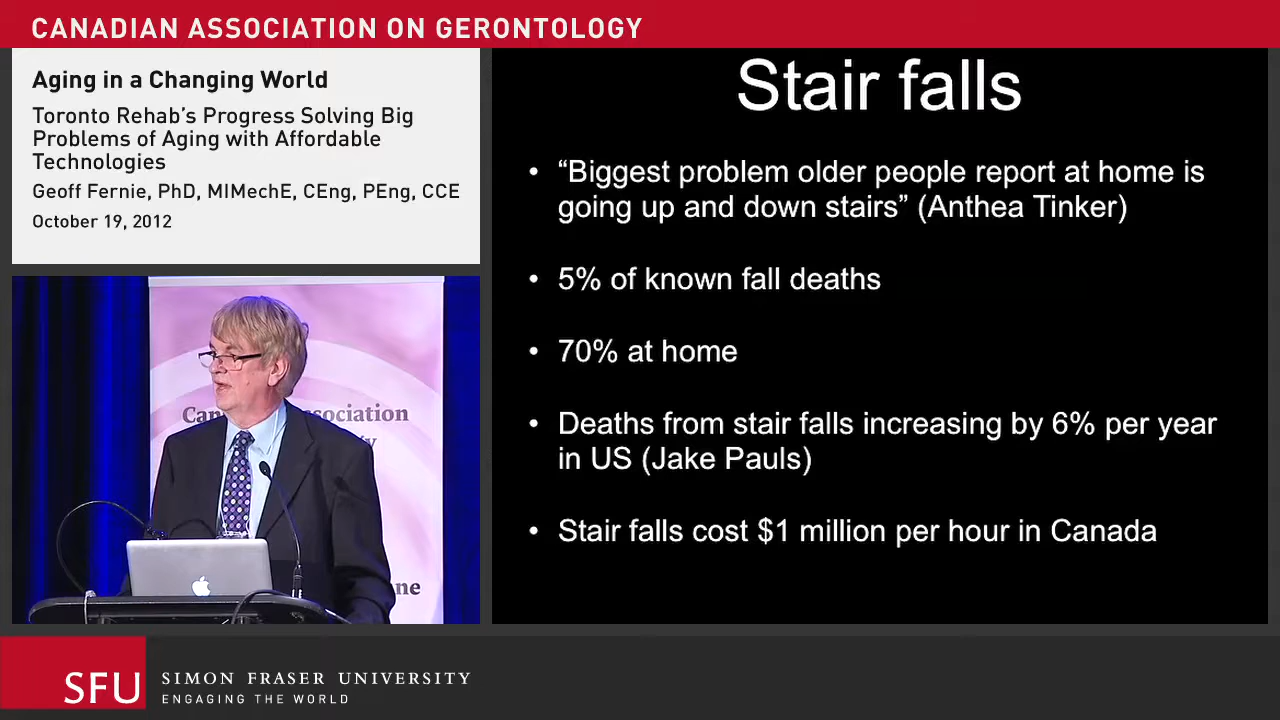 CANADIAN ASSOCIATION ON GERONTOLOGY
Aging in a Changing World
Toronto Rehab's Progress Solving Big
Problems of Aging with Affordable
Technologies
Geoff Fernie, PhD, MIMechE, CEng, PEng, CCE
October 19, 2012
Stair falls
• “Biggest problem older people report at home is
going up and down stairs” (Anthea Tinker)
• 5% of known fall deaths
• 70% at home
• Deaths from stair falls increasing by 6% per year
in US (Jake Pauls)
• Stair falls cost $1 million per hour in Canada
SFU
SIMON FRASER UNIVERSITY
ENGAGING THE WORLD